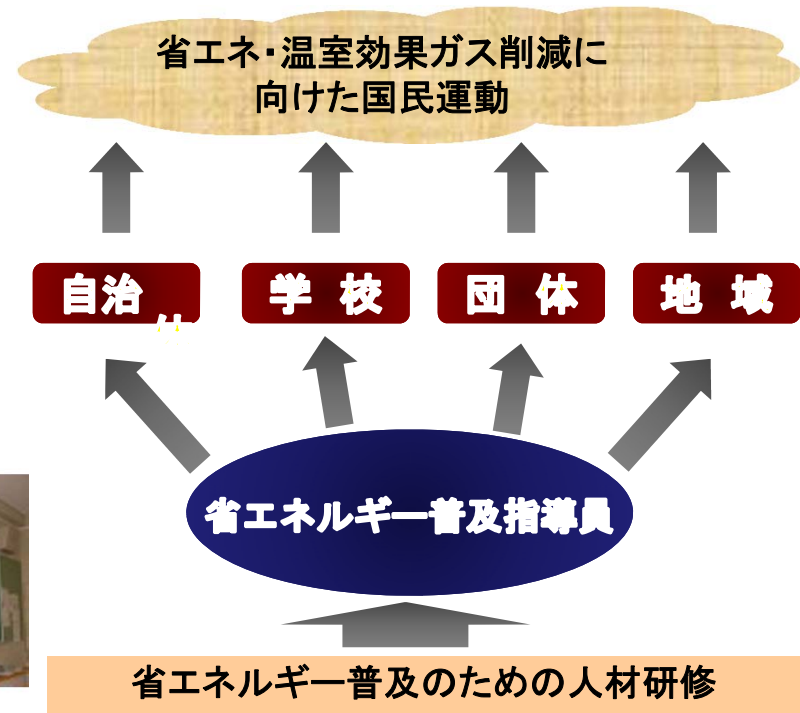 省エネ・温室効果ガス削減に
向けた国民運動
自治
体
学 校
団 体
地 域
省エネルギー普及指導員
省エネルギー普及のための人材研修